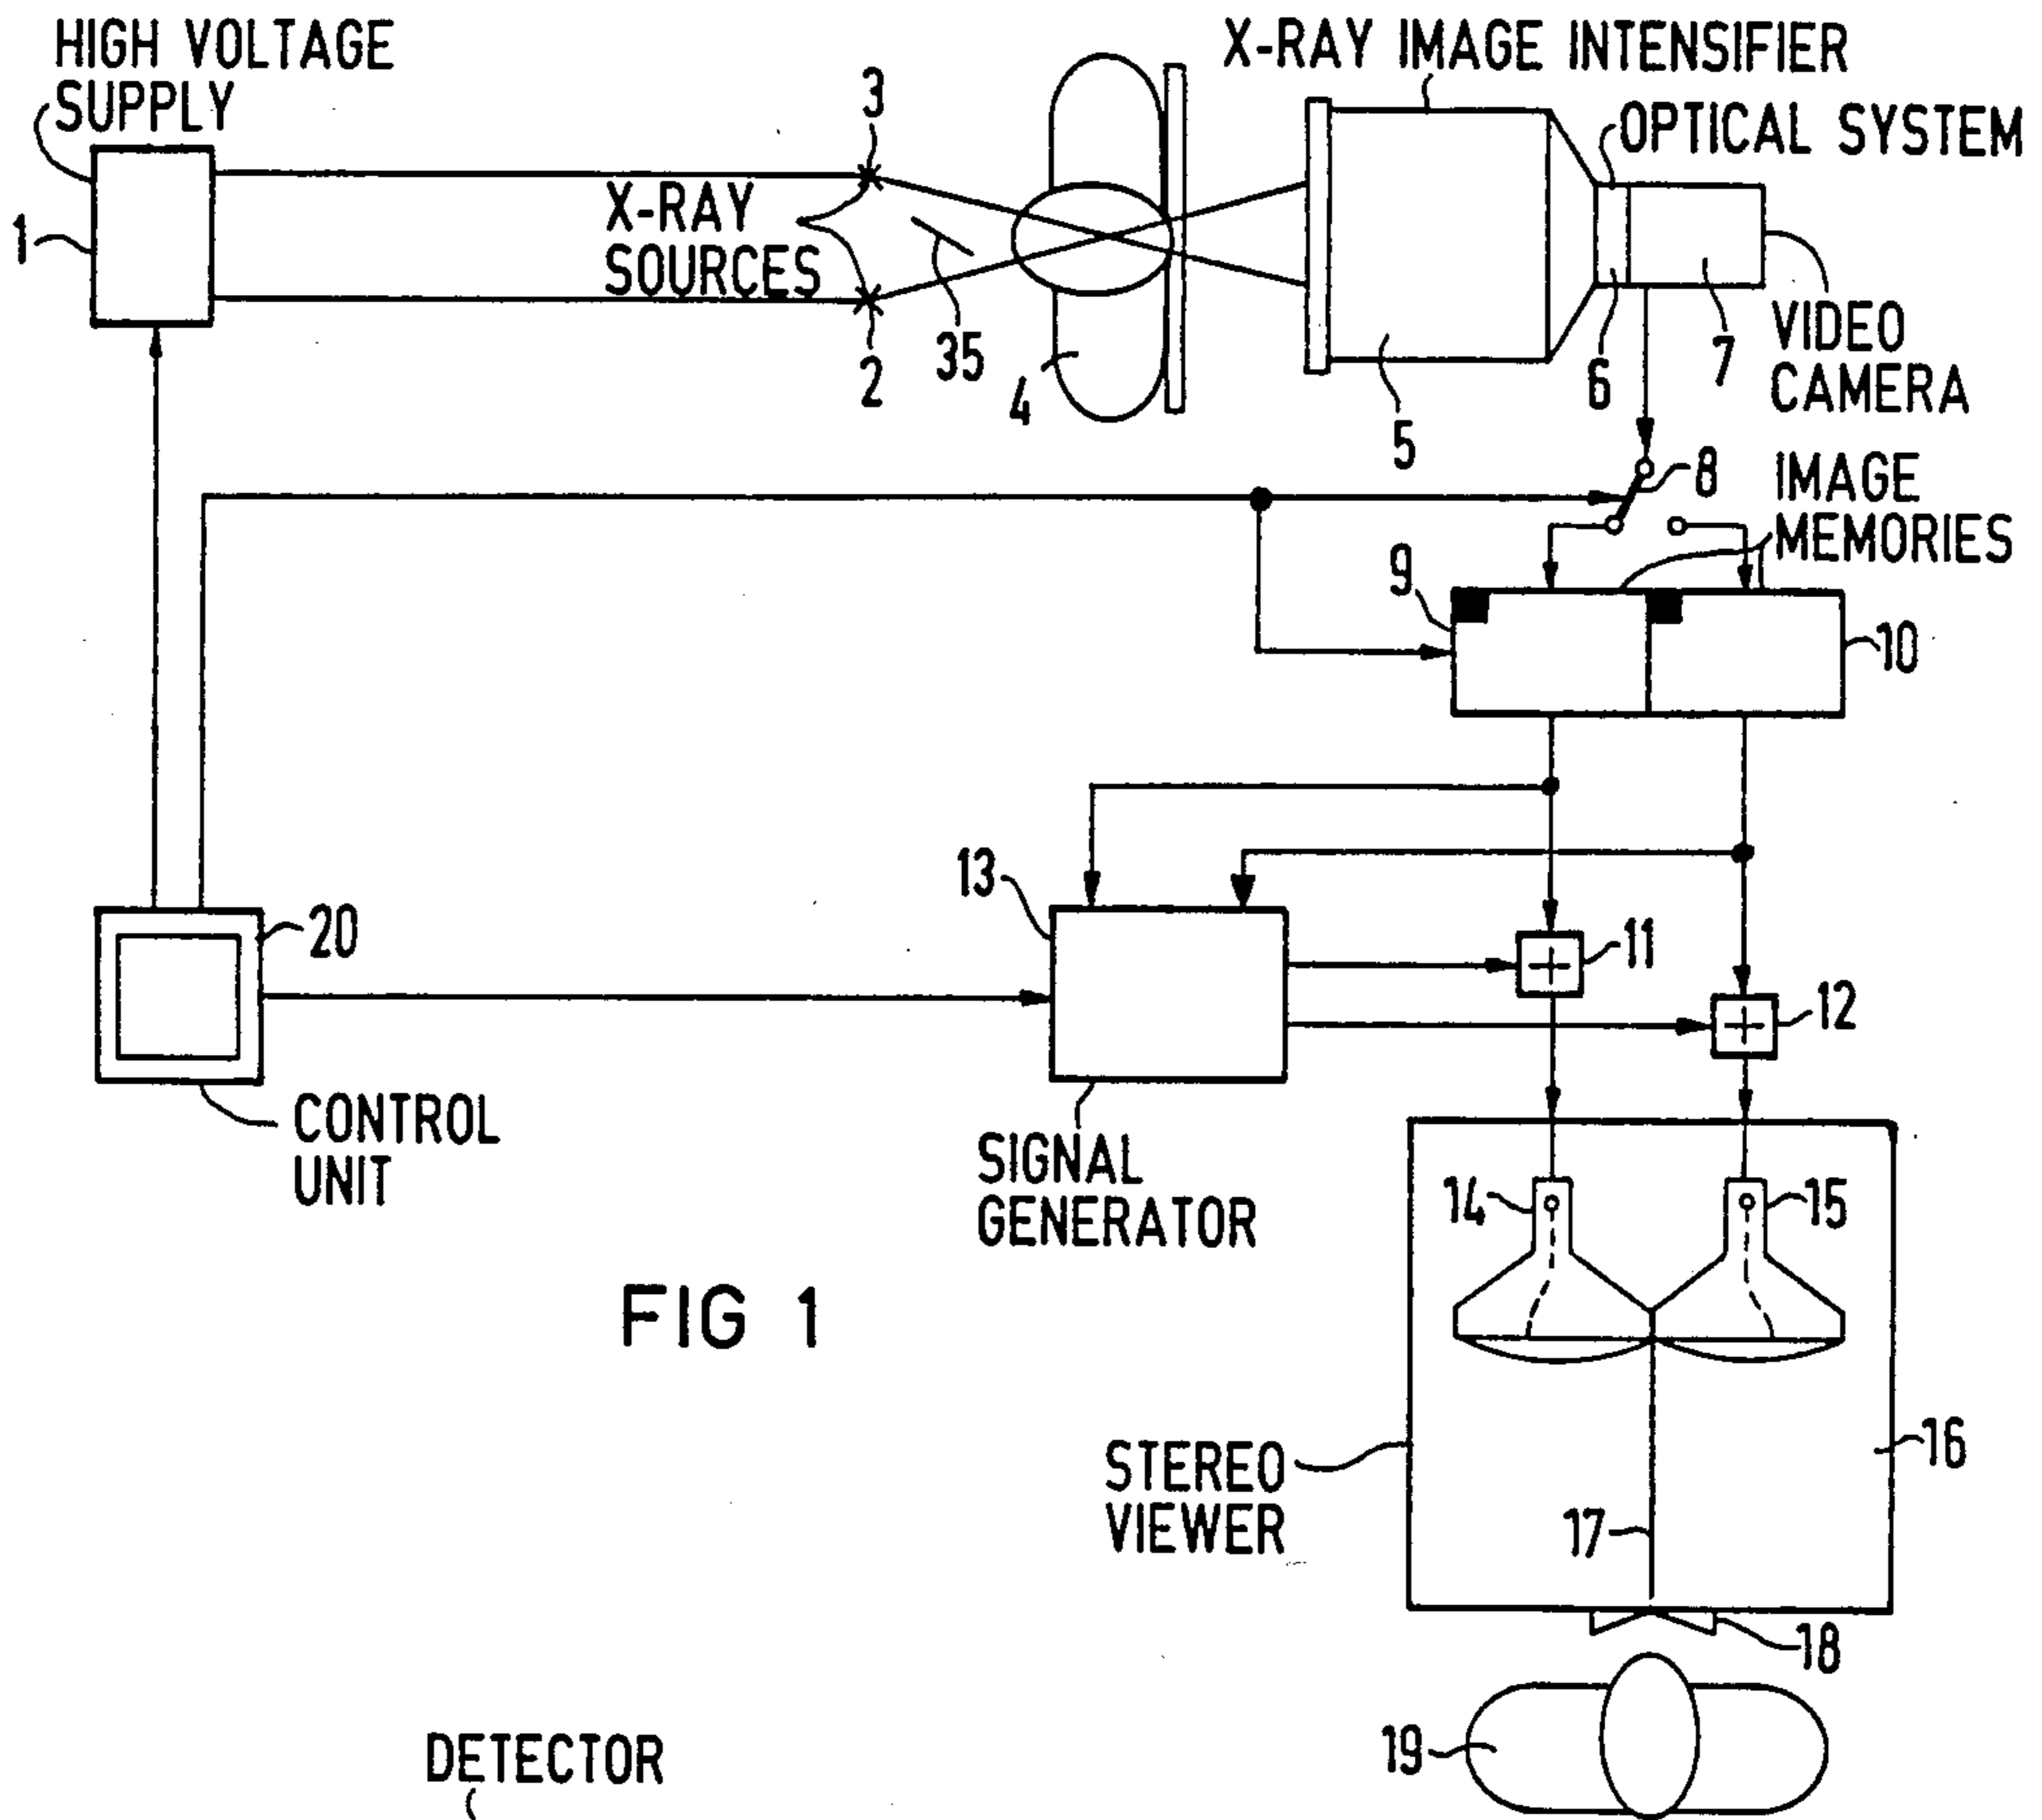 HIGH VOLTAGE
SUPPLY
X-RAY IMAGE INTENSIFIER
OPTICAL SYSTEM
3
1
X-RAY
SOURCES
2
35
4
5
6
7
VIDEO
CAMERA
8
IMAGE
MEMORIES
9
10
13
20
11
12
CONTROL
UNIT
SIGNAL
GENERATOR
14
15
FIG 1
STEREO
VIEWER
16
17
18
19
DETECTOR